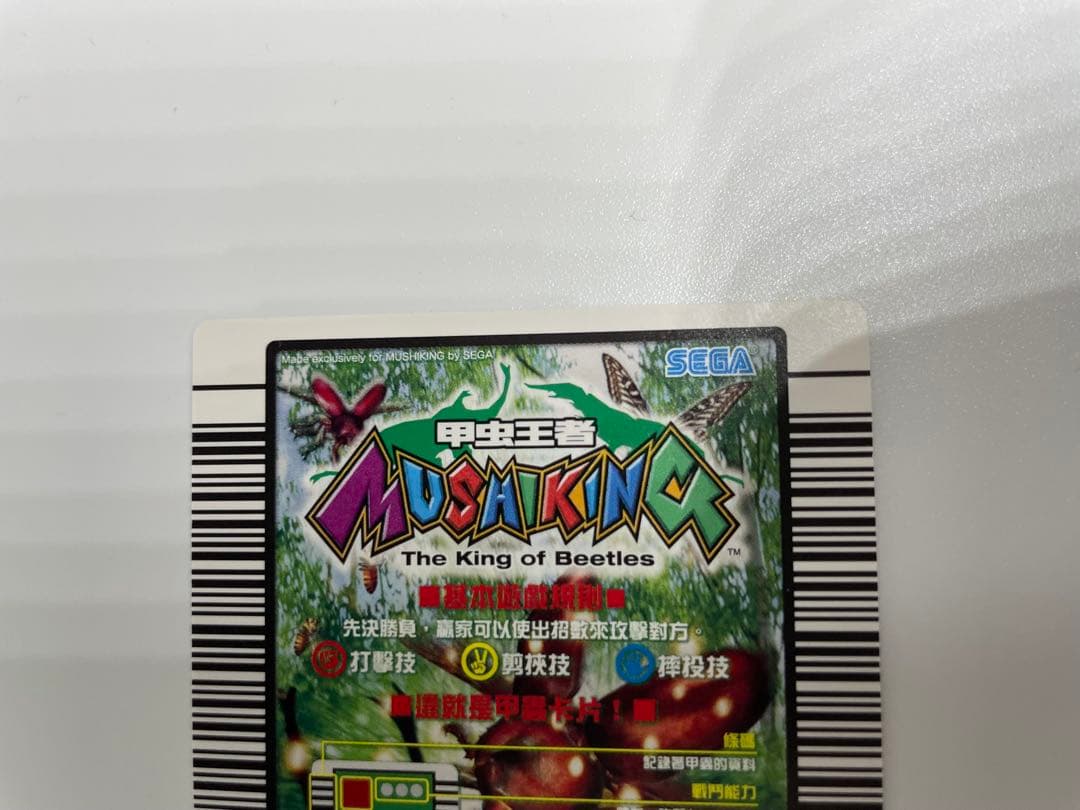 Made exclusively for MUSHIKING by SEGA
SEGA
甲虫王者
MUSHIKING
TM
The King of Beetles
■基本遊戲規則■
先決勝負，贏家可以使出招數來攻擊對方。
打擊技 剪挾技 摔投技
■這就是甲蟲卡片！■
條碼
記錄著甲蟲的資料
戰鬥能力